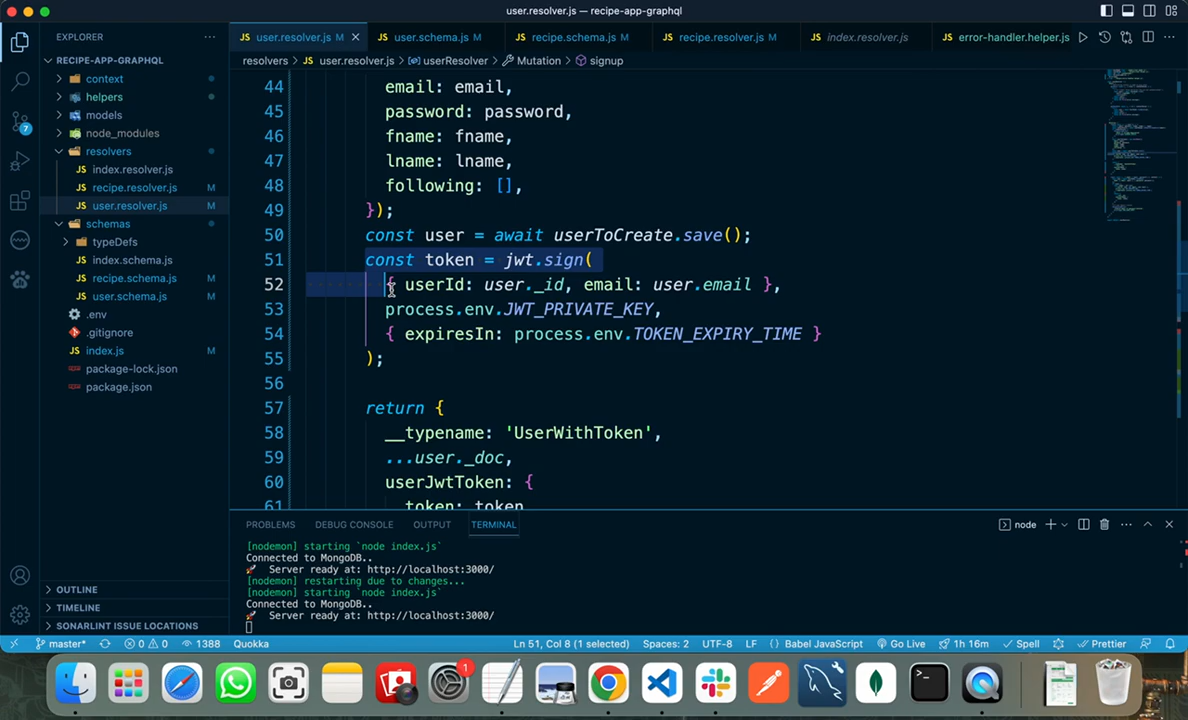 user.resolver.js — recipe-app-graphql
EXPLORER
RECIPE-APP-GRAPHQL
context
helpers
models
node_modules
resolvers
JS index.resolver.js
JS recipe.resolver.js M
JS user.resolver.js M
schemas
typeDefs
JS index.schema.js
JS recipe.schema.js M
JS user.schema.js M
.env
.gitignore
JS index.js M
package-lock.json
package.json
OUTLINE
TIMELINE
SONARLINT ISSUE LOCATIONS
JS user.resolver.js M
JS user.schema.js M
JS recipe.schema.js M
JS recipe.resolver.js M
JS index.resolver.js
JS error-handler.helper.js
resolvers > JS user.resolver.js > userResolver > Mutation > signup
44 email: email,
45 password: password,
46 fname: fname,
47 lname: lname,
48 following: [],
49 });
50 const user = await userToCreate.save();
51 const token = jwt.sign(
52 { userId: user._id, email: user.email },
53 process.env.JWT_PRIVATE_KEY,
54 { expiresIn: process.env.TOKEN_EXPIRY_TIME }
55 );
56
57 return {
58 __typename: 'UserWithToken',
59 ...user._doc,
60 userJwtToken: {
61 token: token
PROBLEMS DEBUG CONSOLE OUTPUT TERMINAL
node
[nodemon] starting `node index.js`
Connected to MongoDB..
🚀 Server ready at: http://localhost:3000/
[nodemon] restarting due to changes...
[nodemon] starting `node index.js`
Connected to MongoDB..
🚀 Server ready at: http://localhost:3000/
7
master* 0 0 1388 Quokka Ln 51, Col 8 (1 selected) Spaces: 2 UTF-8 LF {} Babel JavaScript Go Live 1h 16m Spell Prettier
1